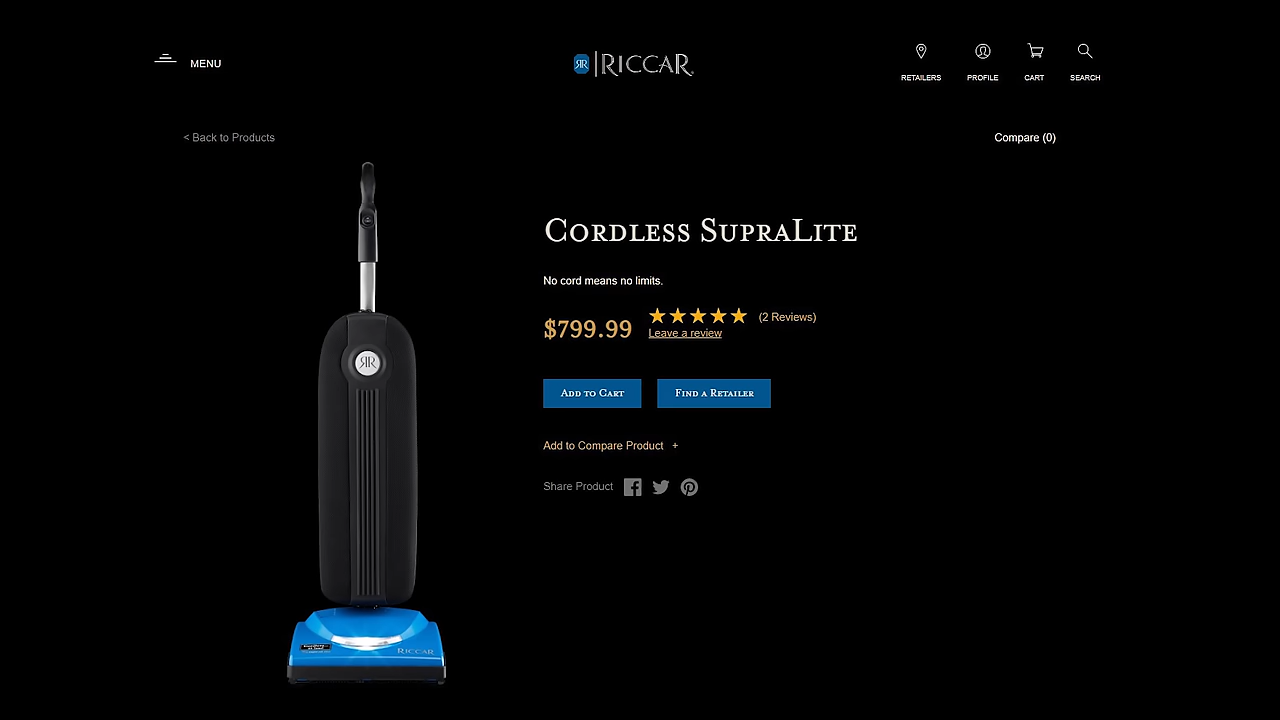 MENU
RICCAR
RETAILERS
PROFILE
CART
SEARCH
< Back to Products
Compare (0)
Cordless SupraLite
No cord means no limits.
$799.99
(2 Reviews)
Leave a review
Add to Cart
Find a Retailer
Add to Compare Product +
Share Product
RICCAR